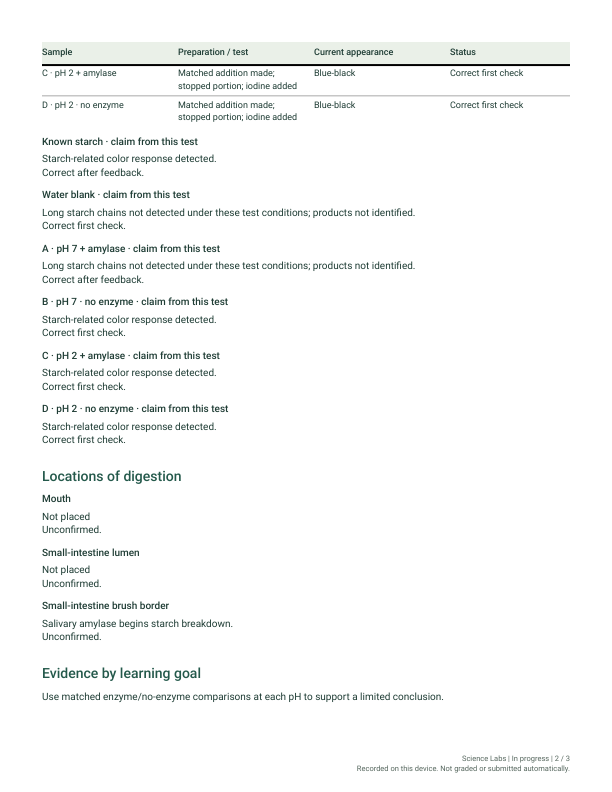 Sample Preparation / test Current appearance Status
C · pH 2 + amylase Matched addition made; Blue-black Correct first check
stopped portion; iodine added
D · pH 2 · no enzyme Matched addition made; Blue-black Correct first check
stopped portion; iodine added
Known starch · claim from this test
Starch-related color response detected.
Correct after feedback.
Water blank · claim from this test
Long starch chains not detected under these test conditions; products not identified.
Correct first check.
A · pH 7 + amylase · claim from this test
Long starch chains not detected under these test conditions; products not identified.
Correct after feedback.
B · pH 7 · no enzyme · claim from this test
Starch-related color response detected.
Correct first check.
C · pH 2 + amylase · claim from this test
Starch-related color response detected.
Correct first check.
D · pH 2 · no enzyme · claim from this test
Starch-related color response detected.
Correct first check.
Locations of digestion
Mouth
Not placed
Unconfirmed.
Small-intestine lumen
Not placed
Unconfirmed.
Small-intestine brush border
Salivary amylase begins starch breakdown.
Unconfirmed.
Evidence by learning goal
Use matched enzyme/no-enzyme comparisons at each pH to support a limited conclusion.
Science Labs | In progress | 2 / 3
Recorded on this device. Not graded or submitted automatically.